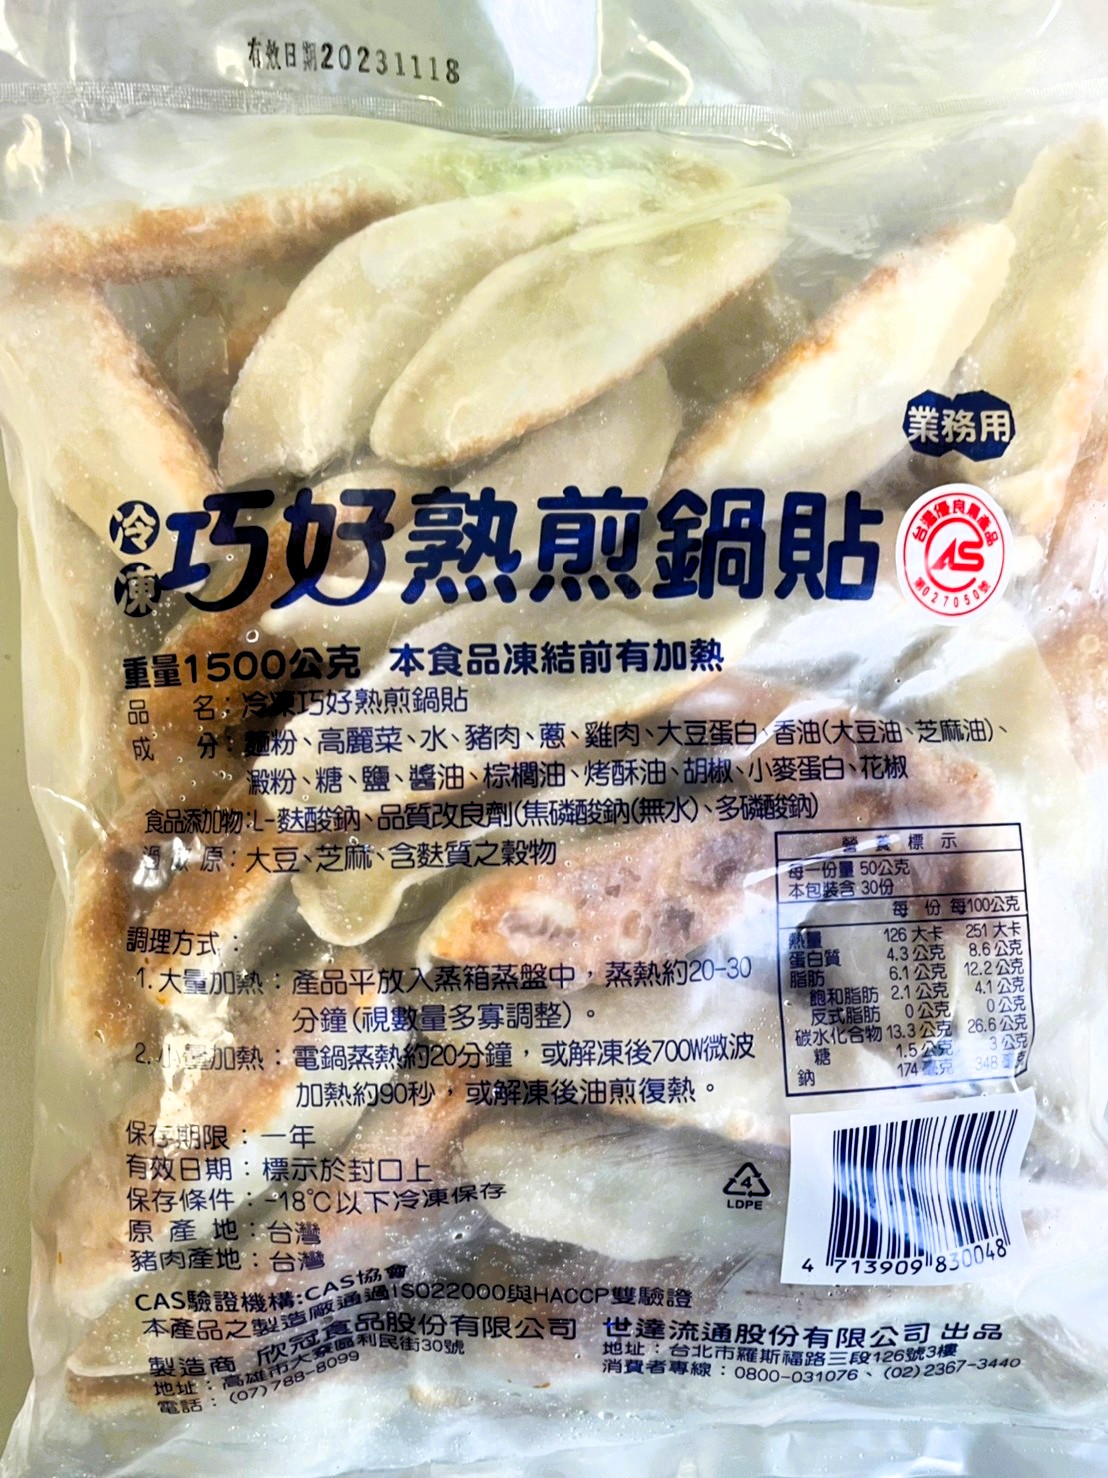 有效日期20231118
業務用
冷凍 巧好熟煎鍋貼
台灣優良農產品
CAS
第027050號
重量1500公克 本食品凍結前有加熱
品 名：冷凍巧好熟煎鍋貼
成 分：麵粉、高麗菜、水、豬肉、蔥、雞肉、大豆蛋白、香油(大豆油、芝麻油)、
澱粉、糖、鹽、醬油、棕櫚油、烤酥油、胡椒、小麥蛋白、花椒
食品添加物：L-麩酸鈉、品質改良劑(焦磷酸鈉(無水)、多磷酸鈉)
過敏原：大豆、芝麻、含麩質之穀物
營養標示
每一份量 50公克
本包裝含 30份
每 份 每100公克
熱量 126 大卡 251 大卡
蛋白質 4.3 公克 8.6 公克
脂肪 6.1 公克 12.2 公克
飽和脂肪 2.1 公克 4.1 公克
反式脂肪 0 公克 0 公克
碳水化合物 13.3 公克 26.6 公克
糖 1.5 公克 3 公克
鈉 174 毫克 348 毫克
調理方式：
1.大量加熱：產品平放入蒸箱蒸盤中，蒸熱約20-30
分鐘(視數量多寡調整)。
2.小量加熱：電鍋蒸熱約20分鐘，或解凍後700W微波
加熱約90秒，或解凍後油煎復熱。
保存期限：一年
有效日期：標示於封口上
保存條件：-18℃以下冷凍保存
原 產 地：台灣
豬肉產地：台灣
4
LDPE
4 713909 830048
CAS驗證機構：CAS協會
本產品之製造廠通過ISO22000與HACCP雙驗證
製造商 欣冠食品股份有限公司
地址：高雄市大寮區利民街30號
電話：(07)788-8099
世達流通股份有限公司 出品
地址：台北市羅斯福路三段126號3樓
消費者專線：0800-031076、(02)2367-3440